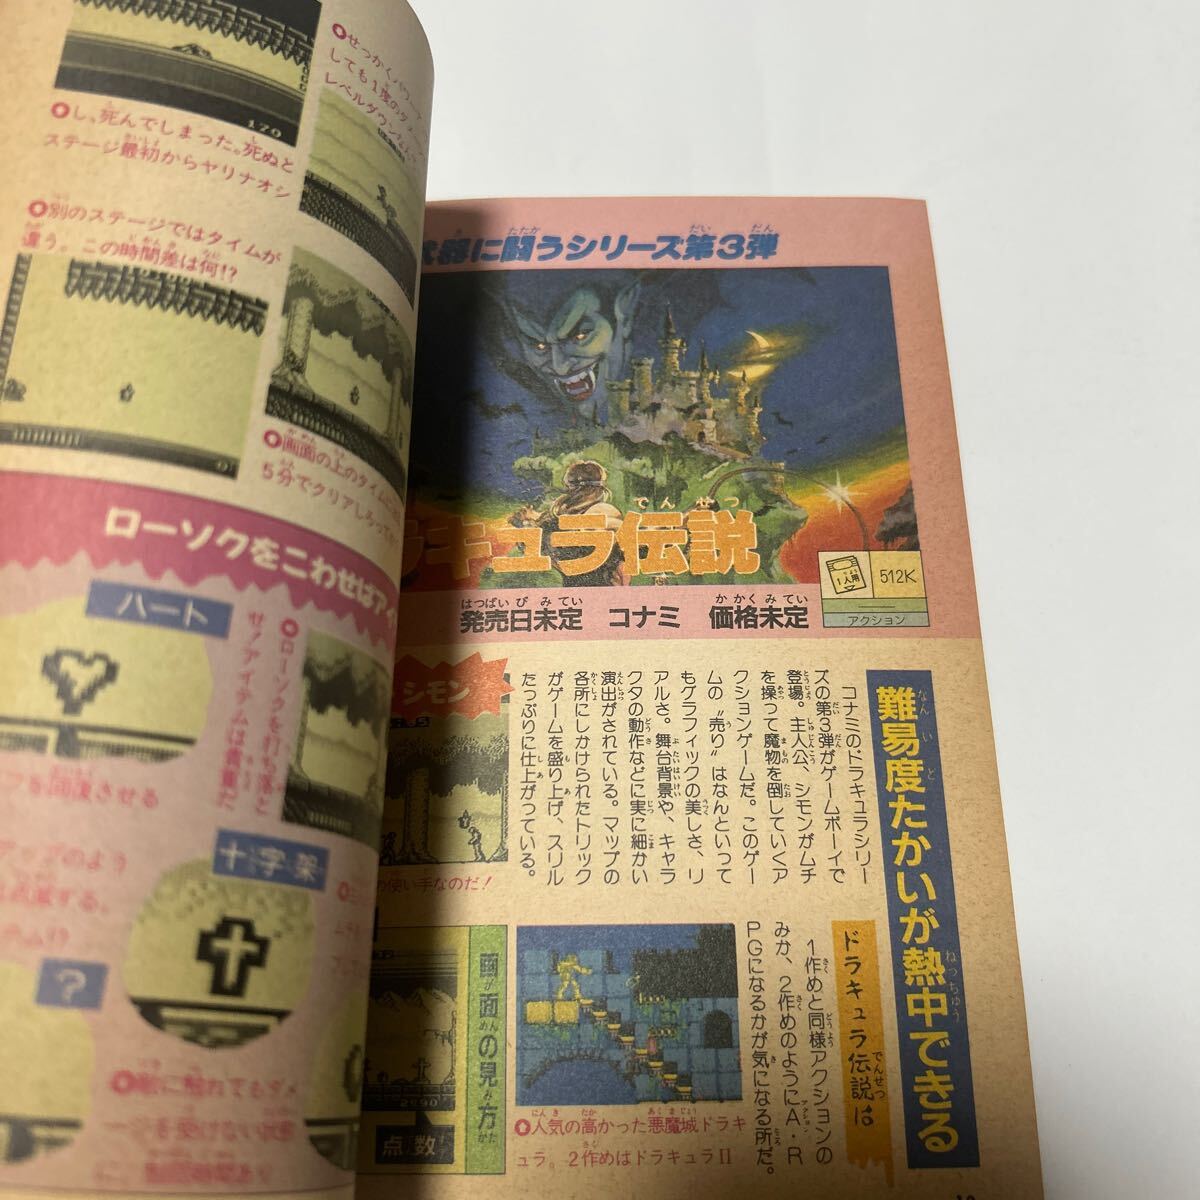 170
し、死んでしまった。死ぬと
ステージ最初からヤリナオシ
せっかくパワー
しても1度の
レベルダウン
別のステージではタイムが
違う。この時間差は何!?
画面の上のタイム
5分でクリアしろって
ローソクをこわせばアイ
ハート
ローソクを打ち落と
せ!アイテムは貴重だ
フを回復させる
十字架
ップのよう
点滅する。
?
敵に触れてもダメ
を受けない状態
武器に闘うシリーズ第3弾
ラキュラ伝説
1人用
512K
アクション
発売日未定 コナミ 価格未定
難易度たかいが熱中できる
コナミのドラキュラシリー
ズの第3弾がゲームボーイで
登場。主人公、シモンがムチ
を操って魔物を倒していくア
クションゲームだ。このゲー
ムの“売り”はなんといって
もグラフィックの美しさ、リ
アルさ。舞台背景や、キャラ
クタの動作などに実に細かい
演出がされている。マップの
各所にしかけられたトリック
がゲームを盛り上げ、スリル
たっぷりに仕上がっている。
シモン
の使い手なのだ!
ドラキュラ伝説は
1作めと同様アクションの
みか、2作めのようにA・R
PGになるかが気になる所だ。
画面の見方
2990
点数
人気の高かった悪魔城ドラキ
ュラ。2作めはドラキュラII